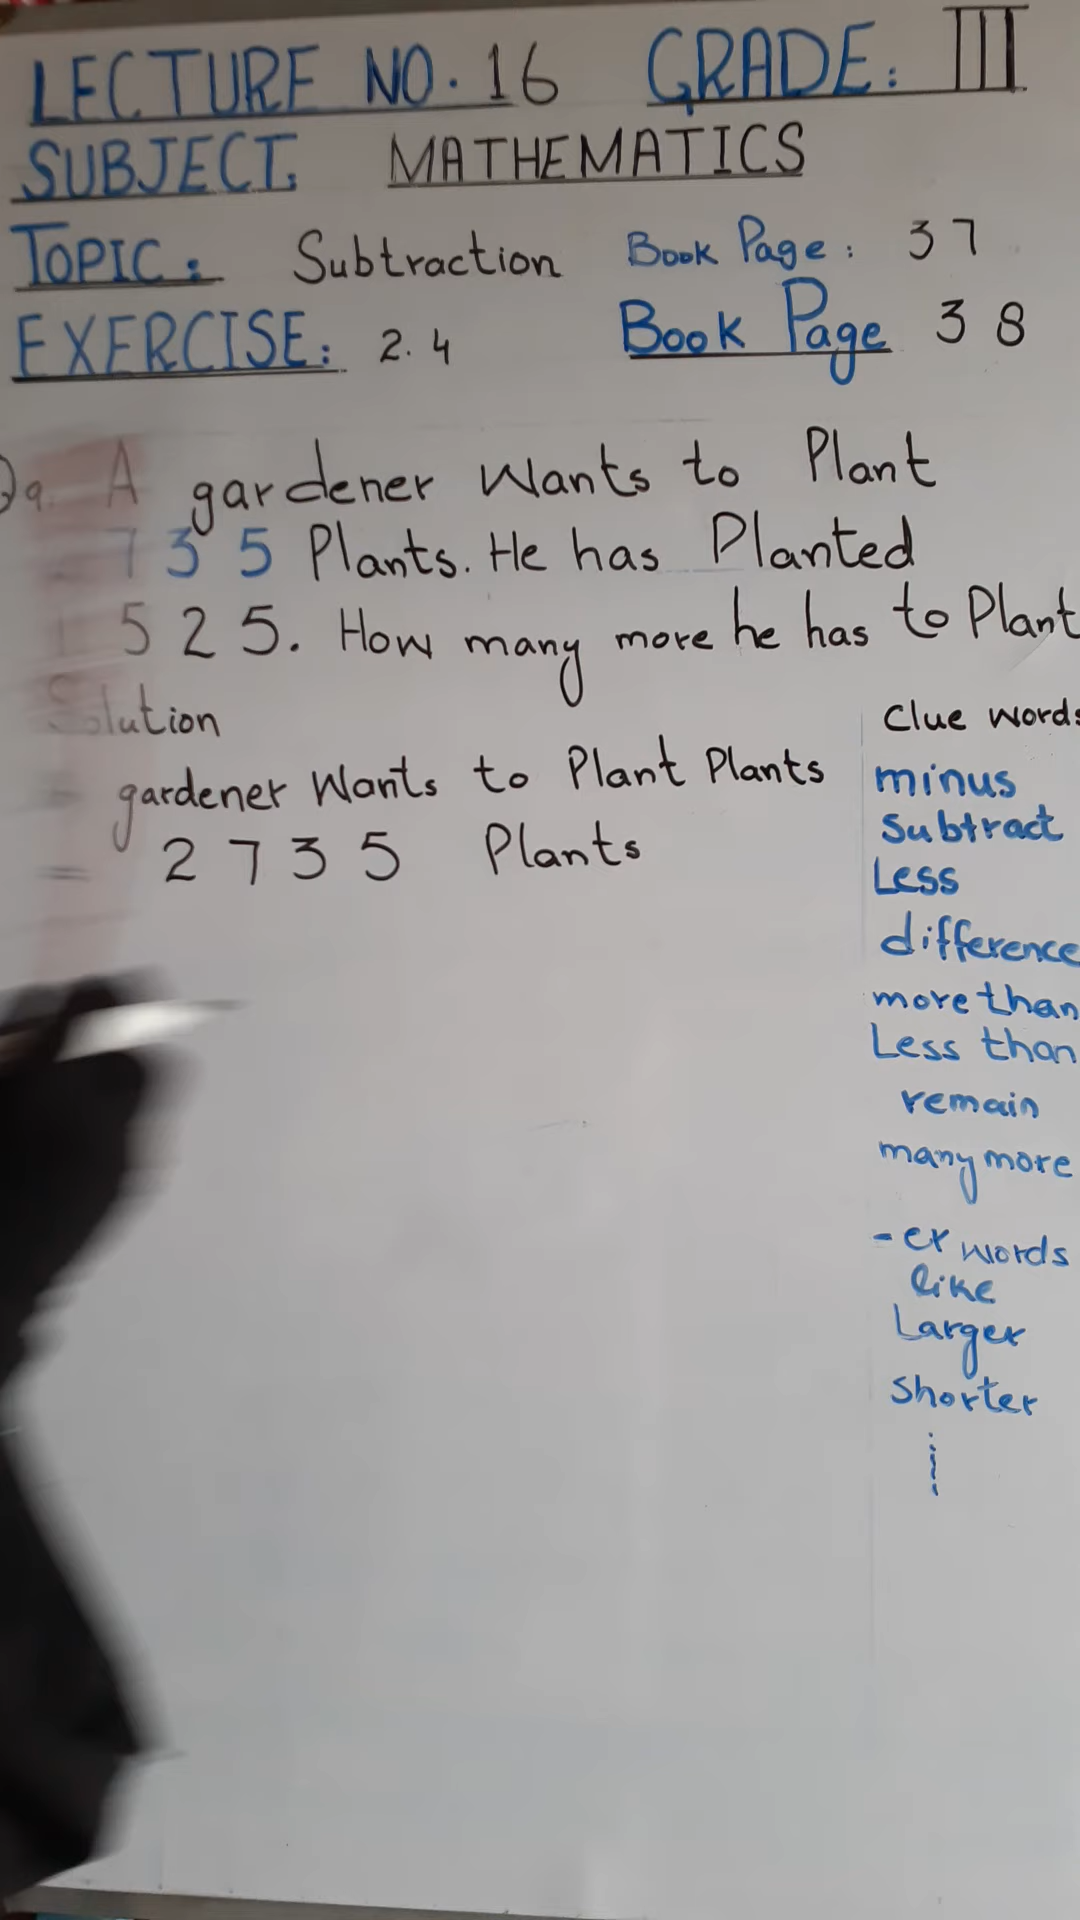 LECTURE NO. 16 GRADE: III
SUBJECT: MATHEMATICS
TOPIC: Subtraction Book Page: 37
EXERCISE: 2.4 Book Page 38
9. A gardener Wants to Plant
735 Plants. He has Planted
525. How many more he has to Plant
Solution
= gardener Wants to Plant Plants
= 2735 Plants
Clue words
minus
Subtract
Less
difference
more than
Less than
remain
many more
- er words
like
Larger
Shorter